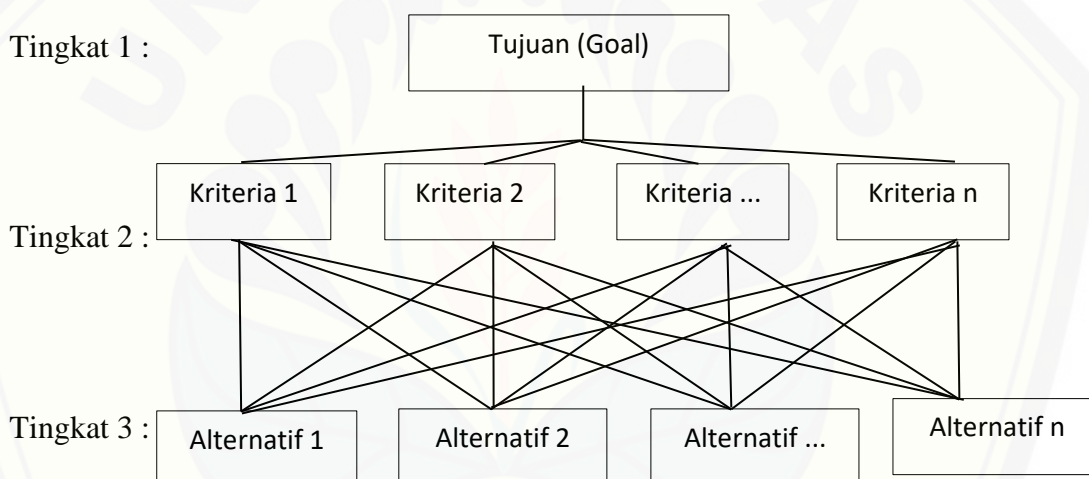 Tingkat 1 :
Tujuan (Goal)
Kriteria 1
Kriteria 2
Kriteria ...
Kriteria n
Tingkat 2 :
Tingkat 3 :
Alternatif 1
Alternatif 2
Alternatif ...
Alternatif n